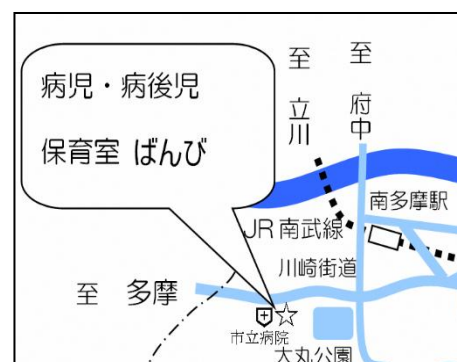 病児・病後児
保育室 ばんび
至 立川
至 府中
南多摩駅
JR南武線
川崎街道
至 多摩
市立病院
大丸公園